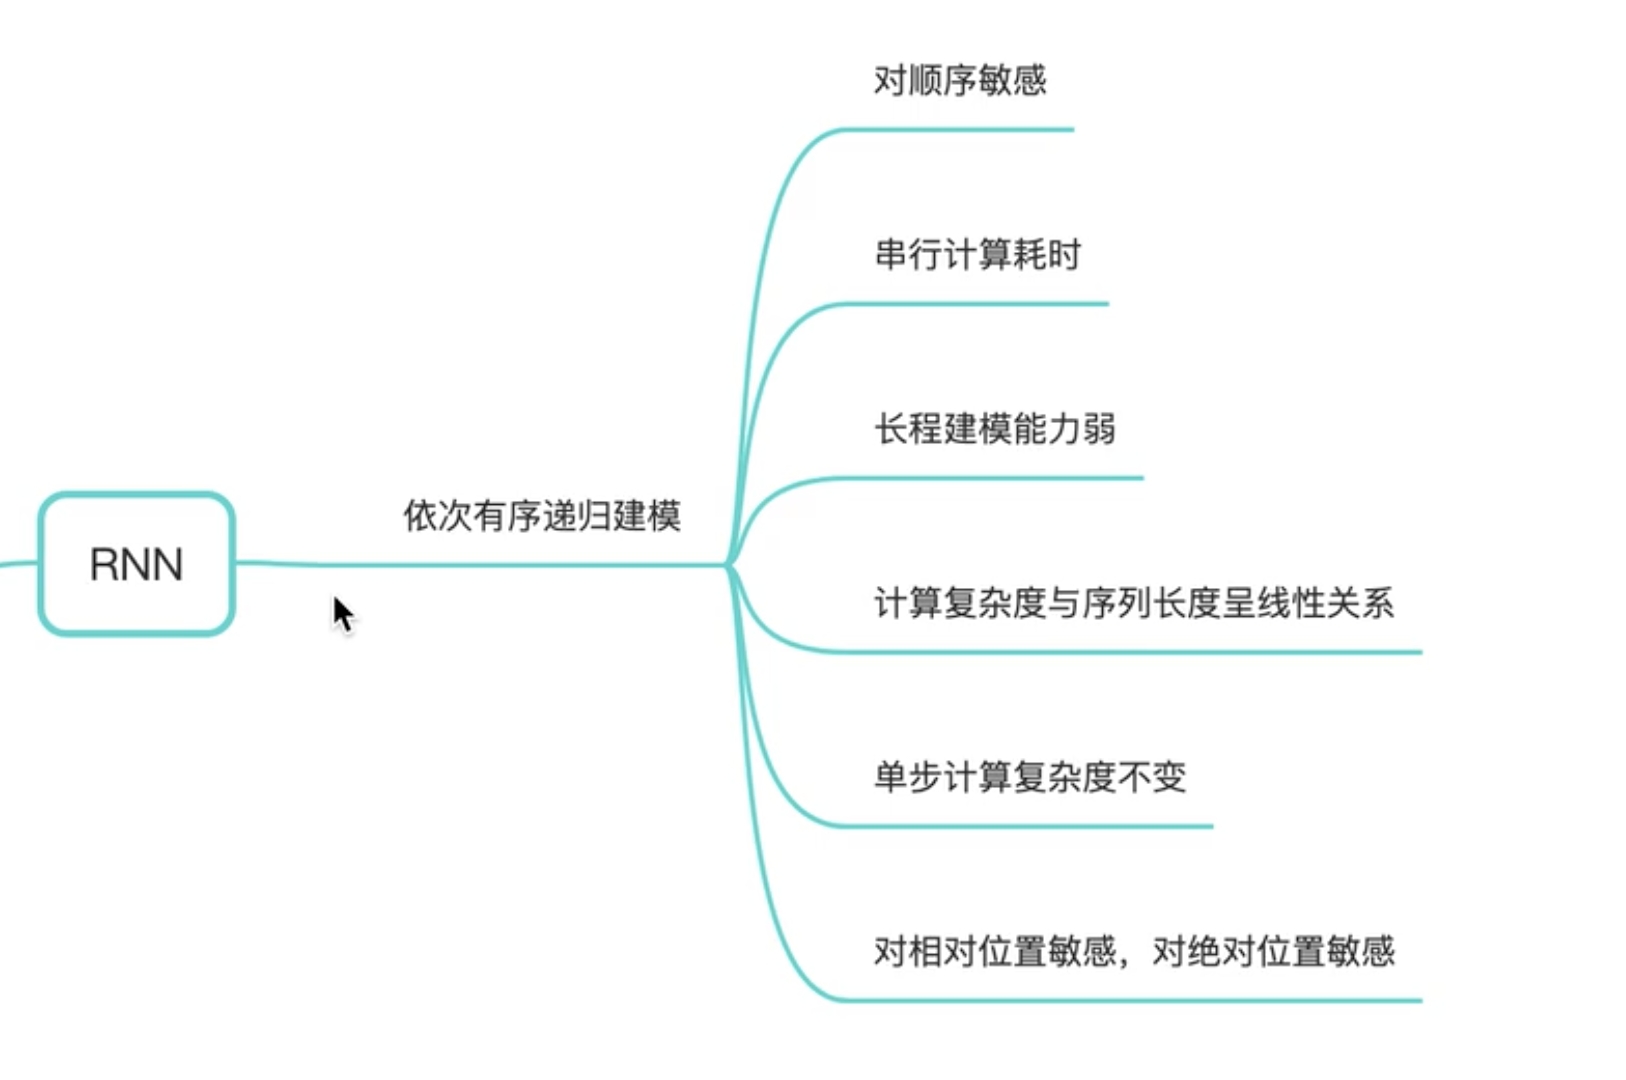 RNN
依次有序递归建模
对顺序敏感
串行计算耗时
长程建模能力弱
计算复杂度与序列长度呈线性关系
单步计算复杂度不变
对相对位置敏感，对绝对位置敏感